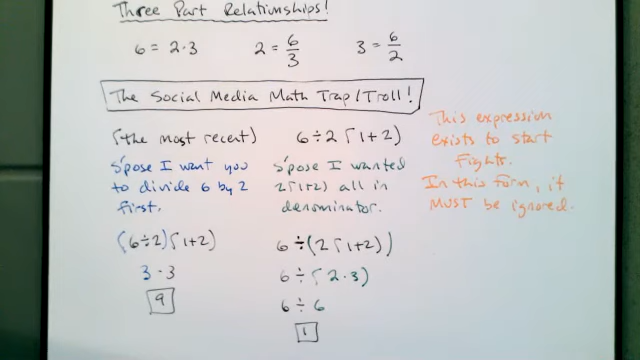 Three Part Relationships!
6 = 2·3   2 = 6/3   3 = 6/2
The Social Media Math Trap/Troll!
(the most recent)   6÷2(1+2)
S'pose I want you
to divide 6 by 2
first.
(6÷2)(1+2)
3·3
9
S'pose I wanted
2(1+2) all in
denominator.
6÷(2(1+2))
6÷(2·3)
6÷6
1
This expression
exists to start
fights.
In this form, it
MUST be ignored.